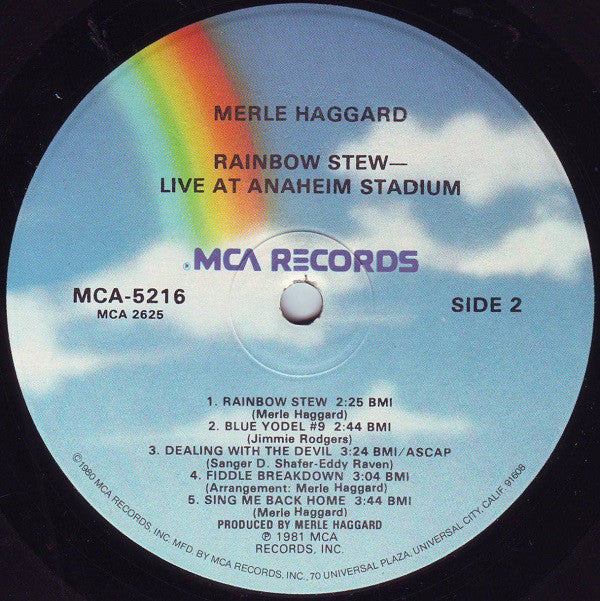 MERLE HAGGARD
RAINBOW STEW—
LIVE AT ANAHEIM STADIUM
MCA RECORDS
MCA-5216
MCA 2625
SIDE 2
1. RAINBOW STEW 2:25 BMI
(Merle Haggard)
2. BLUE YODEL #9 2:44 BMI
(Jimmie Rodgers)
3. DEALING WITH THE DEVIL 3:24 BMI/ASCAP
(Sanger D. Shafer-Eddy Raven)
4. FIDDLE BREAKDOWN 3:04 BMI
(Arrangement: Merle Haggard)
5. SING ME BACK HOME 3:44 BMI
(Merle Haggard)
PRODUCED BY MERLE HAGGARD
℗ 1981 MCA
RECORDS, INC.
©1980 MCA RECORDS, INC. MFD. BY MCA RECORDS, INC., 70 UNIVERSAL PLAZA, UNIVERSAL CITY, CALIF. 91608